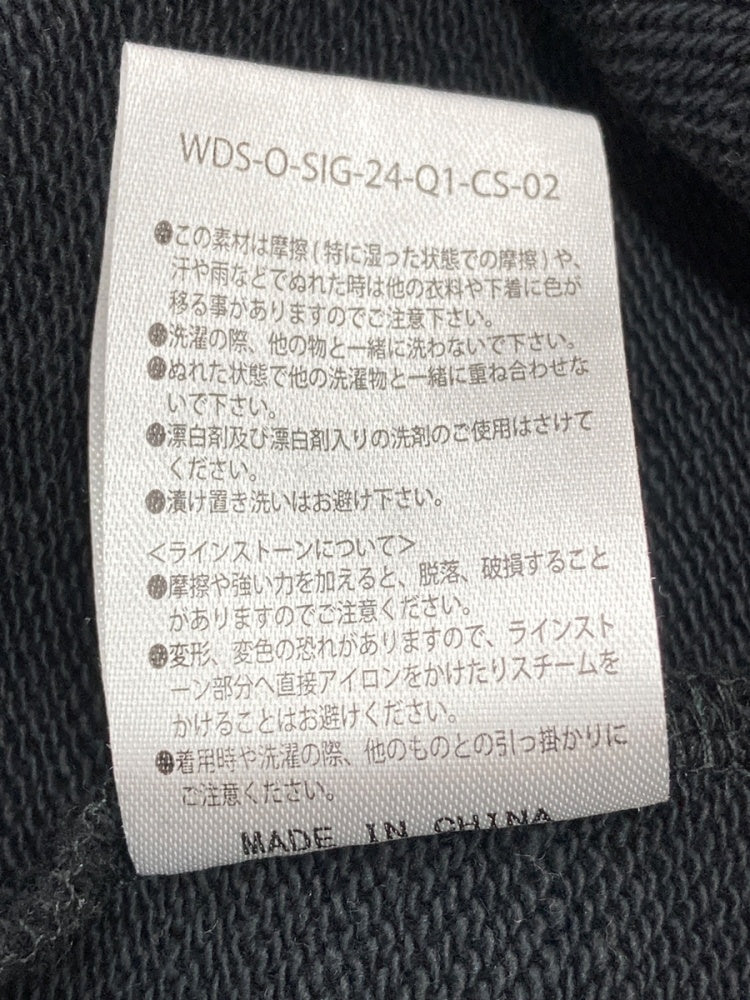 WDS-O-SIG-24-Q1-CS-02
●この素材は摩擦(特に湿った状態での摩擦)や、
汗や雨などでぬれた時は他の衣料や下着に色が
移る事がありますのでご注意下さい。
●洗濯の際、他の物と一緒に洗わないで下さい。
●ぬれた状態で他の洗濯物と一緒に重ね合わせな
いで下さい。
●漂白剤及び漂白剤入りの洗剤のご使用はさけて
ください。
●漬け置き洗いはお避け下さい。
<ラインストーンについて>
●摩擦や強い力を加えると、脱落、破損すること
がありますのでご注意ください。
●変形、変色の恐れがありますので、ラインスト
ーン部分へ直接アイロンをかけたりスチームを
かけることはお避けください。
●着用時や洗濯の際、他のものとの引っ掛かりに
ご注意ください。
MADE IN CHINA